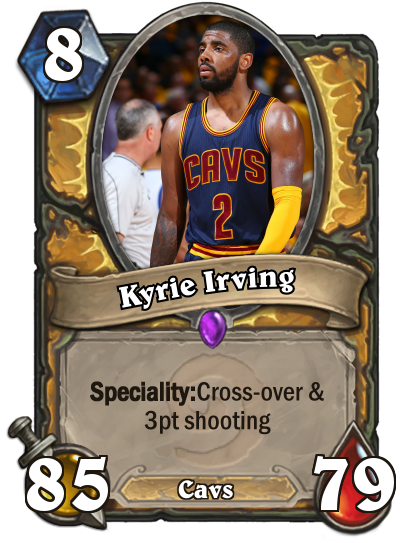 8
CAVS
2
Kyrie Irving
Speciality:Cross-over &
3pt shooting
85
Cavs
79